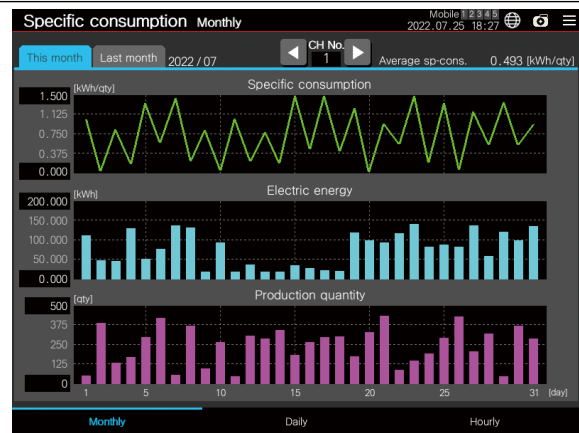 Specific consumption Monthly
Mobile 1 2 3 4 5
2022.07.25 18:27
This month Last month 2022 / 07
CH No.
1
Average sp-cons. 0.493 [kWh/qty]
Specific consumption
[kWh/qty]
1.500
1.125
0.750
0.375
0.000
Electric energy
[kWh]
200.000
150.000
100.000
50.000
0.000
Production quantity
[qty]
500
375
250
125
0
1 5 10 15 20 25 31 [day]
Monthly Daily Hourly